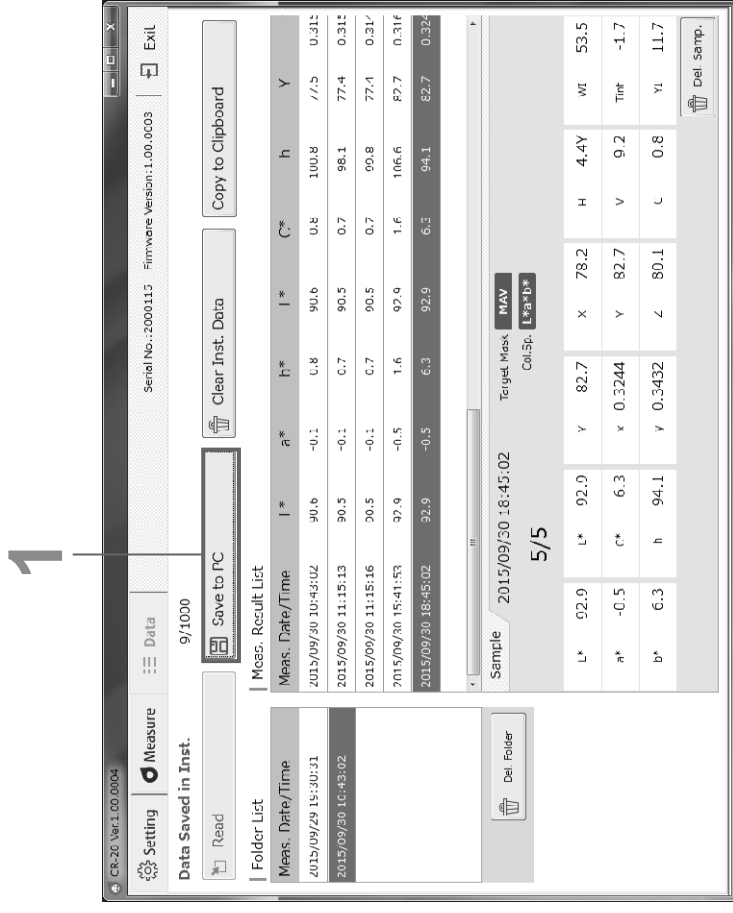 1
CR-20 Ver.1.00.0004
Setting Measure Data Serial No.:2000115 Firmware Version:1.00.0003 Exit
Data Saved in Inst. 9/1000
Read Save to PC Clear Inst. Data Copy to Clipboard
Folder List
Meas. Date/Time
2015/09/29 19:30:31
2015/09/30 10:43:02
Del. Folder
Meas. Result List
Meas. Date/Time l* a* b* l* C* h Y
2015/09/30 10:43:02 90.6 -0.1 0.8 90.6 0.8 100.8 77.5 0.315
2015/09/30 11:15:13 90.5 -0.1 0.7 90.5 0.7 98.1 77.4 0.315
2015/09/30 11:15:16 90.5 -0.1 0.7 90.5 0.7 99.8 77.4 0.314
2015/09/30 15:41:53 92.9 -0.5 1.6 92.9 1.6 106.6 82.7 0.316
2015/09/30 18:45:02 92.9 -0.5 6.3 92.9 6.3 94.1 82.7 0.324
Sample 2015/09/30 18:45:02 Target Mask MAV
5/5 Col.Sp. L*a*b*
L* 92.9 L* 92.9 Y 82.7 X 78.2 H 4.4Y WI 53.5
a* -0.5 C* 6.3 x 0.3244 Y 82.7 V 9.2 Tint -1.7
b* 6.3 h 94.1 y 0.3432 Z 80.1 C 0.8 YI 11.7
Del. Samp.